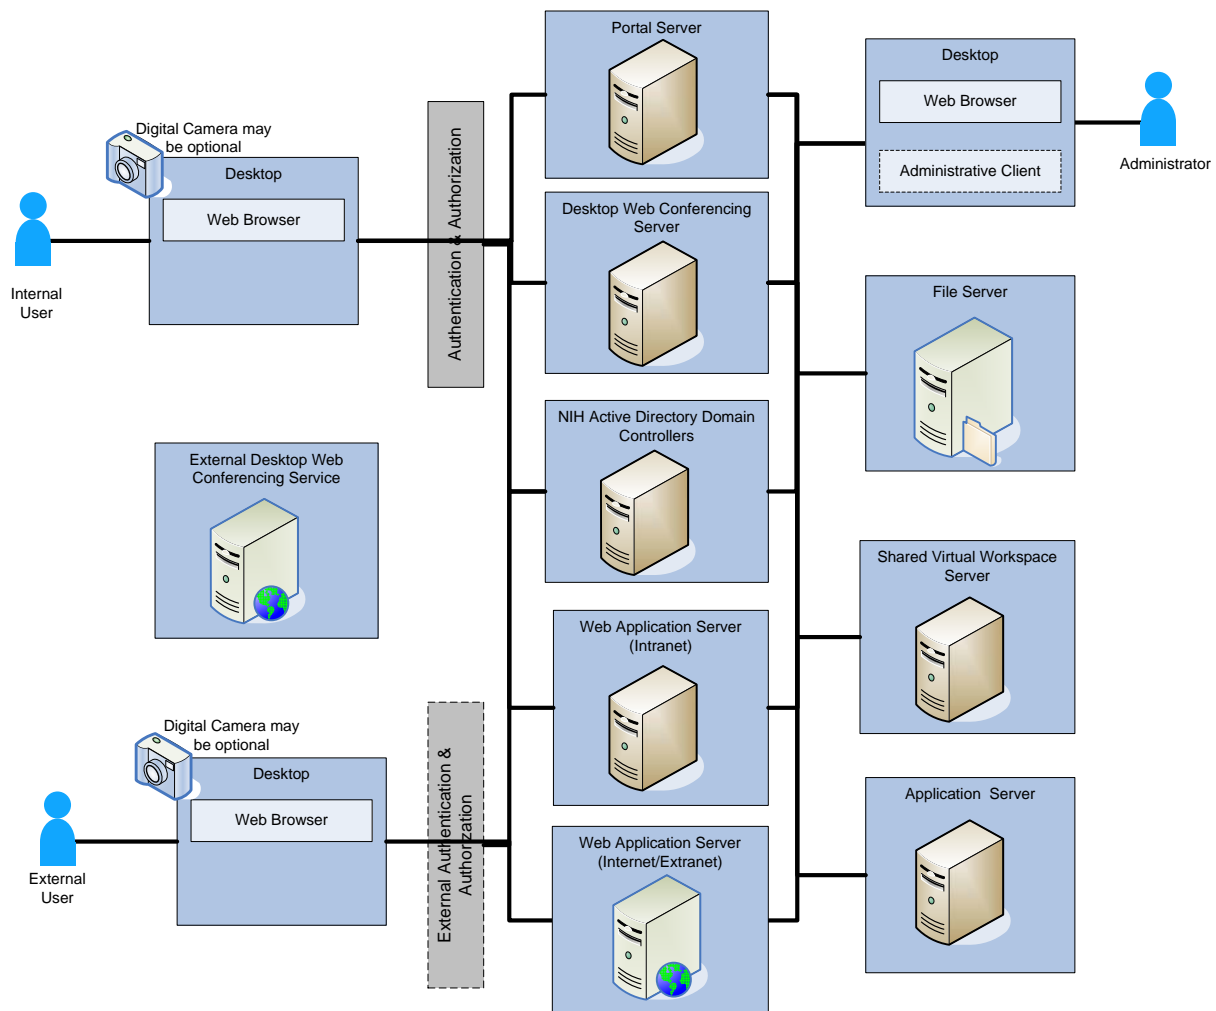 Portal Server
Desktop
Web Browser
Administrative Client
Administrator
Digital Camera may
be optional
Desktop
Web Browser
Internal
User
Authentication & Authorization
Desktop Web Conferencing
Server
File Server
NIH Active Directory Domain
Controllers
External Desktop Web
Conferencing Service
Shared Virtual Workspace
Server
Web Application Server
(Intranet)
Digital Camera may
be optional
Desktop
Web Browser
External
User
External Authentication &
Authorization
Application Server
Web Application Server
(Internet/Extranet)